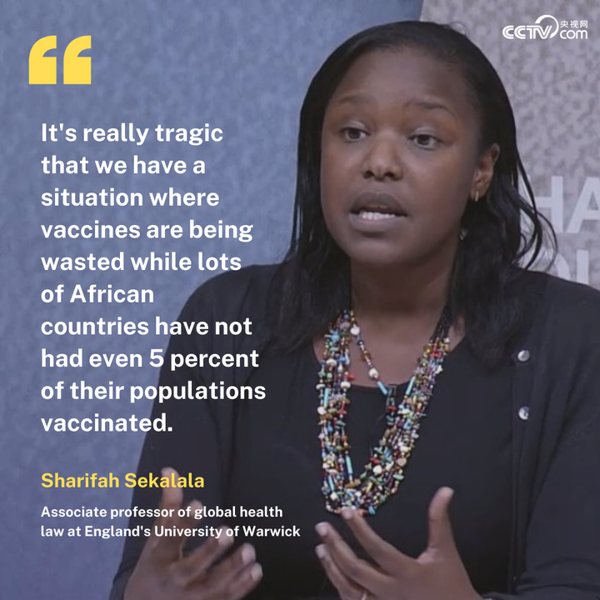 CCTV 央视网
com
It's really tragic
that we have a
situation where
vaccines are being
wasted while lots
of African
countries have not
had even 5 percent
of their populations
vaccinated.
Sharifah Sekalala
Associate professor of global health
law at England's University of Warwick